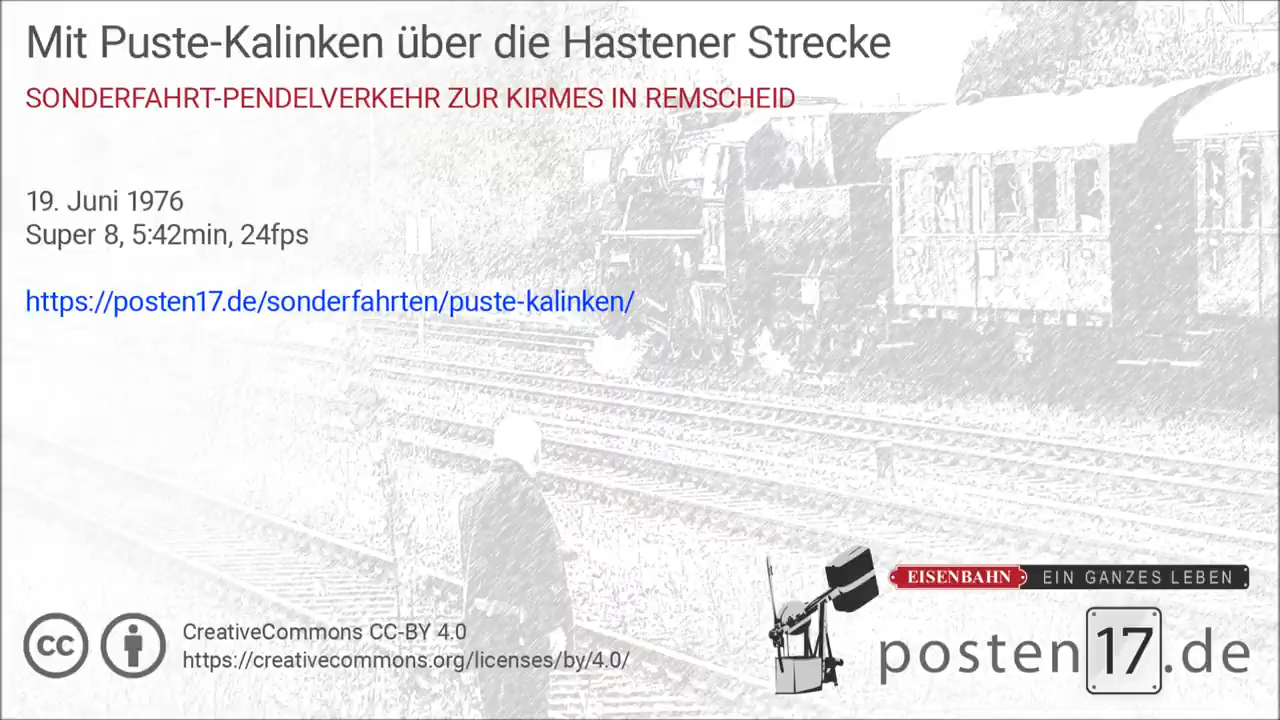 Mit Puste-Kalinken über die Hastener Strecke
SONDERFAHRT-PENDELVERKEHR ZUR KIRMES IN REMSCHEID
19. Juni 1976
Super 8, 5:42min, 24fps
https://posten17.de/sonderfahrten/puste-kalinken/
EISENBAHN EIN GANZES LEBEN
cc
CreativeCommons CC-BY 4.0
https://creativecommons.org/licenses/by/4.0/
posten17.de